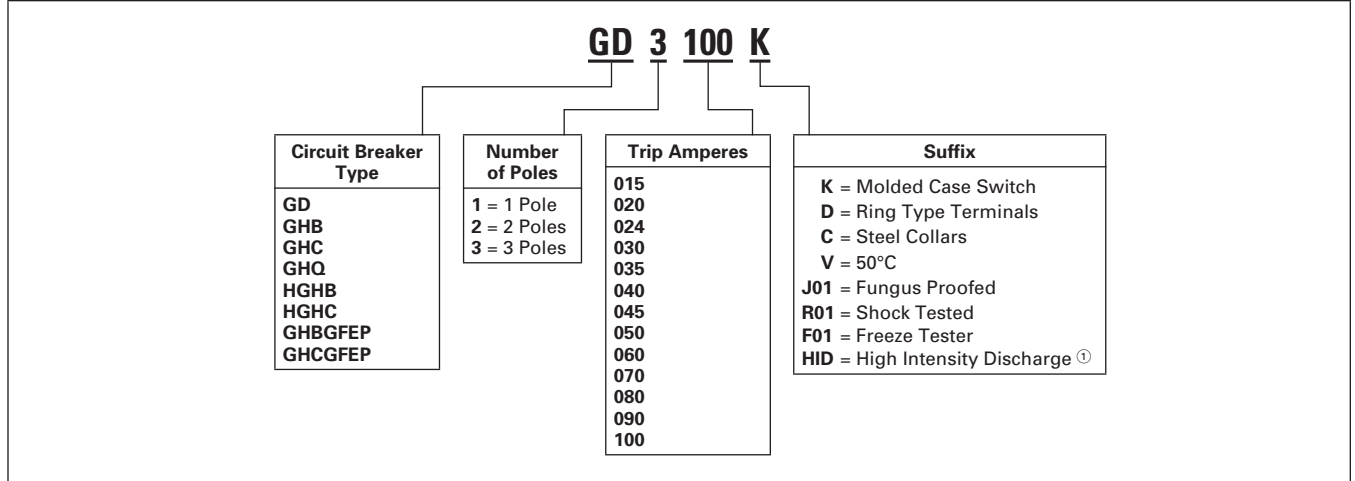 GD 3 100 K
Circuit Breaker
Type
GD
GHB
GHC
GHQ
HGHB
HGHC
GHBGFEP
GHCGFEP
Number
of Poles
1 = 1 Pole
2 = 2 Poles
3 = 3 Poles
Trip Amperes
015
020
024
030
035
040
045
050
060
070
080
090
100
Suffix
K = Molded Case Switch
D = Ring Type Terminals
C = Steel Collars
V = 50°C
J01 = Fungus Proofed
R01 = Shock Tested
F01 = Freeze Tester
HID = High Intensity Discharge ①